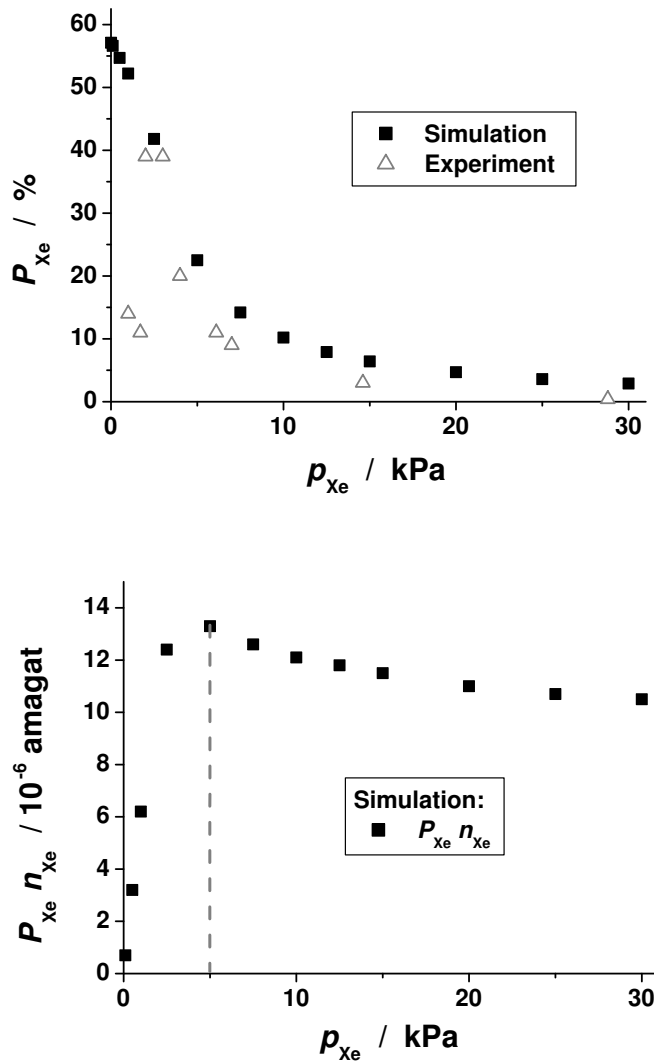 60
50
40
30
20
10
0
P_Xe / %
Simulation
Experiment
0 10 20 30
p_Xe / kPa
14
12
10
8
6
4
2
0
P_Xe n_Xe / 10^-6 amagat
Simulation:
P_Xe n_Xe
0 10 20 30
p_Xe / kPa